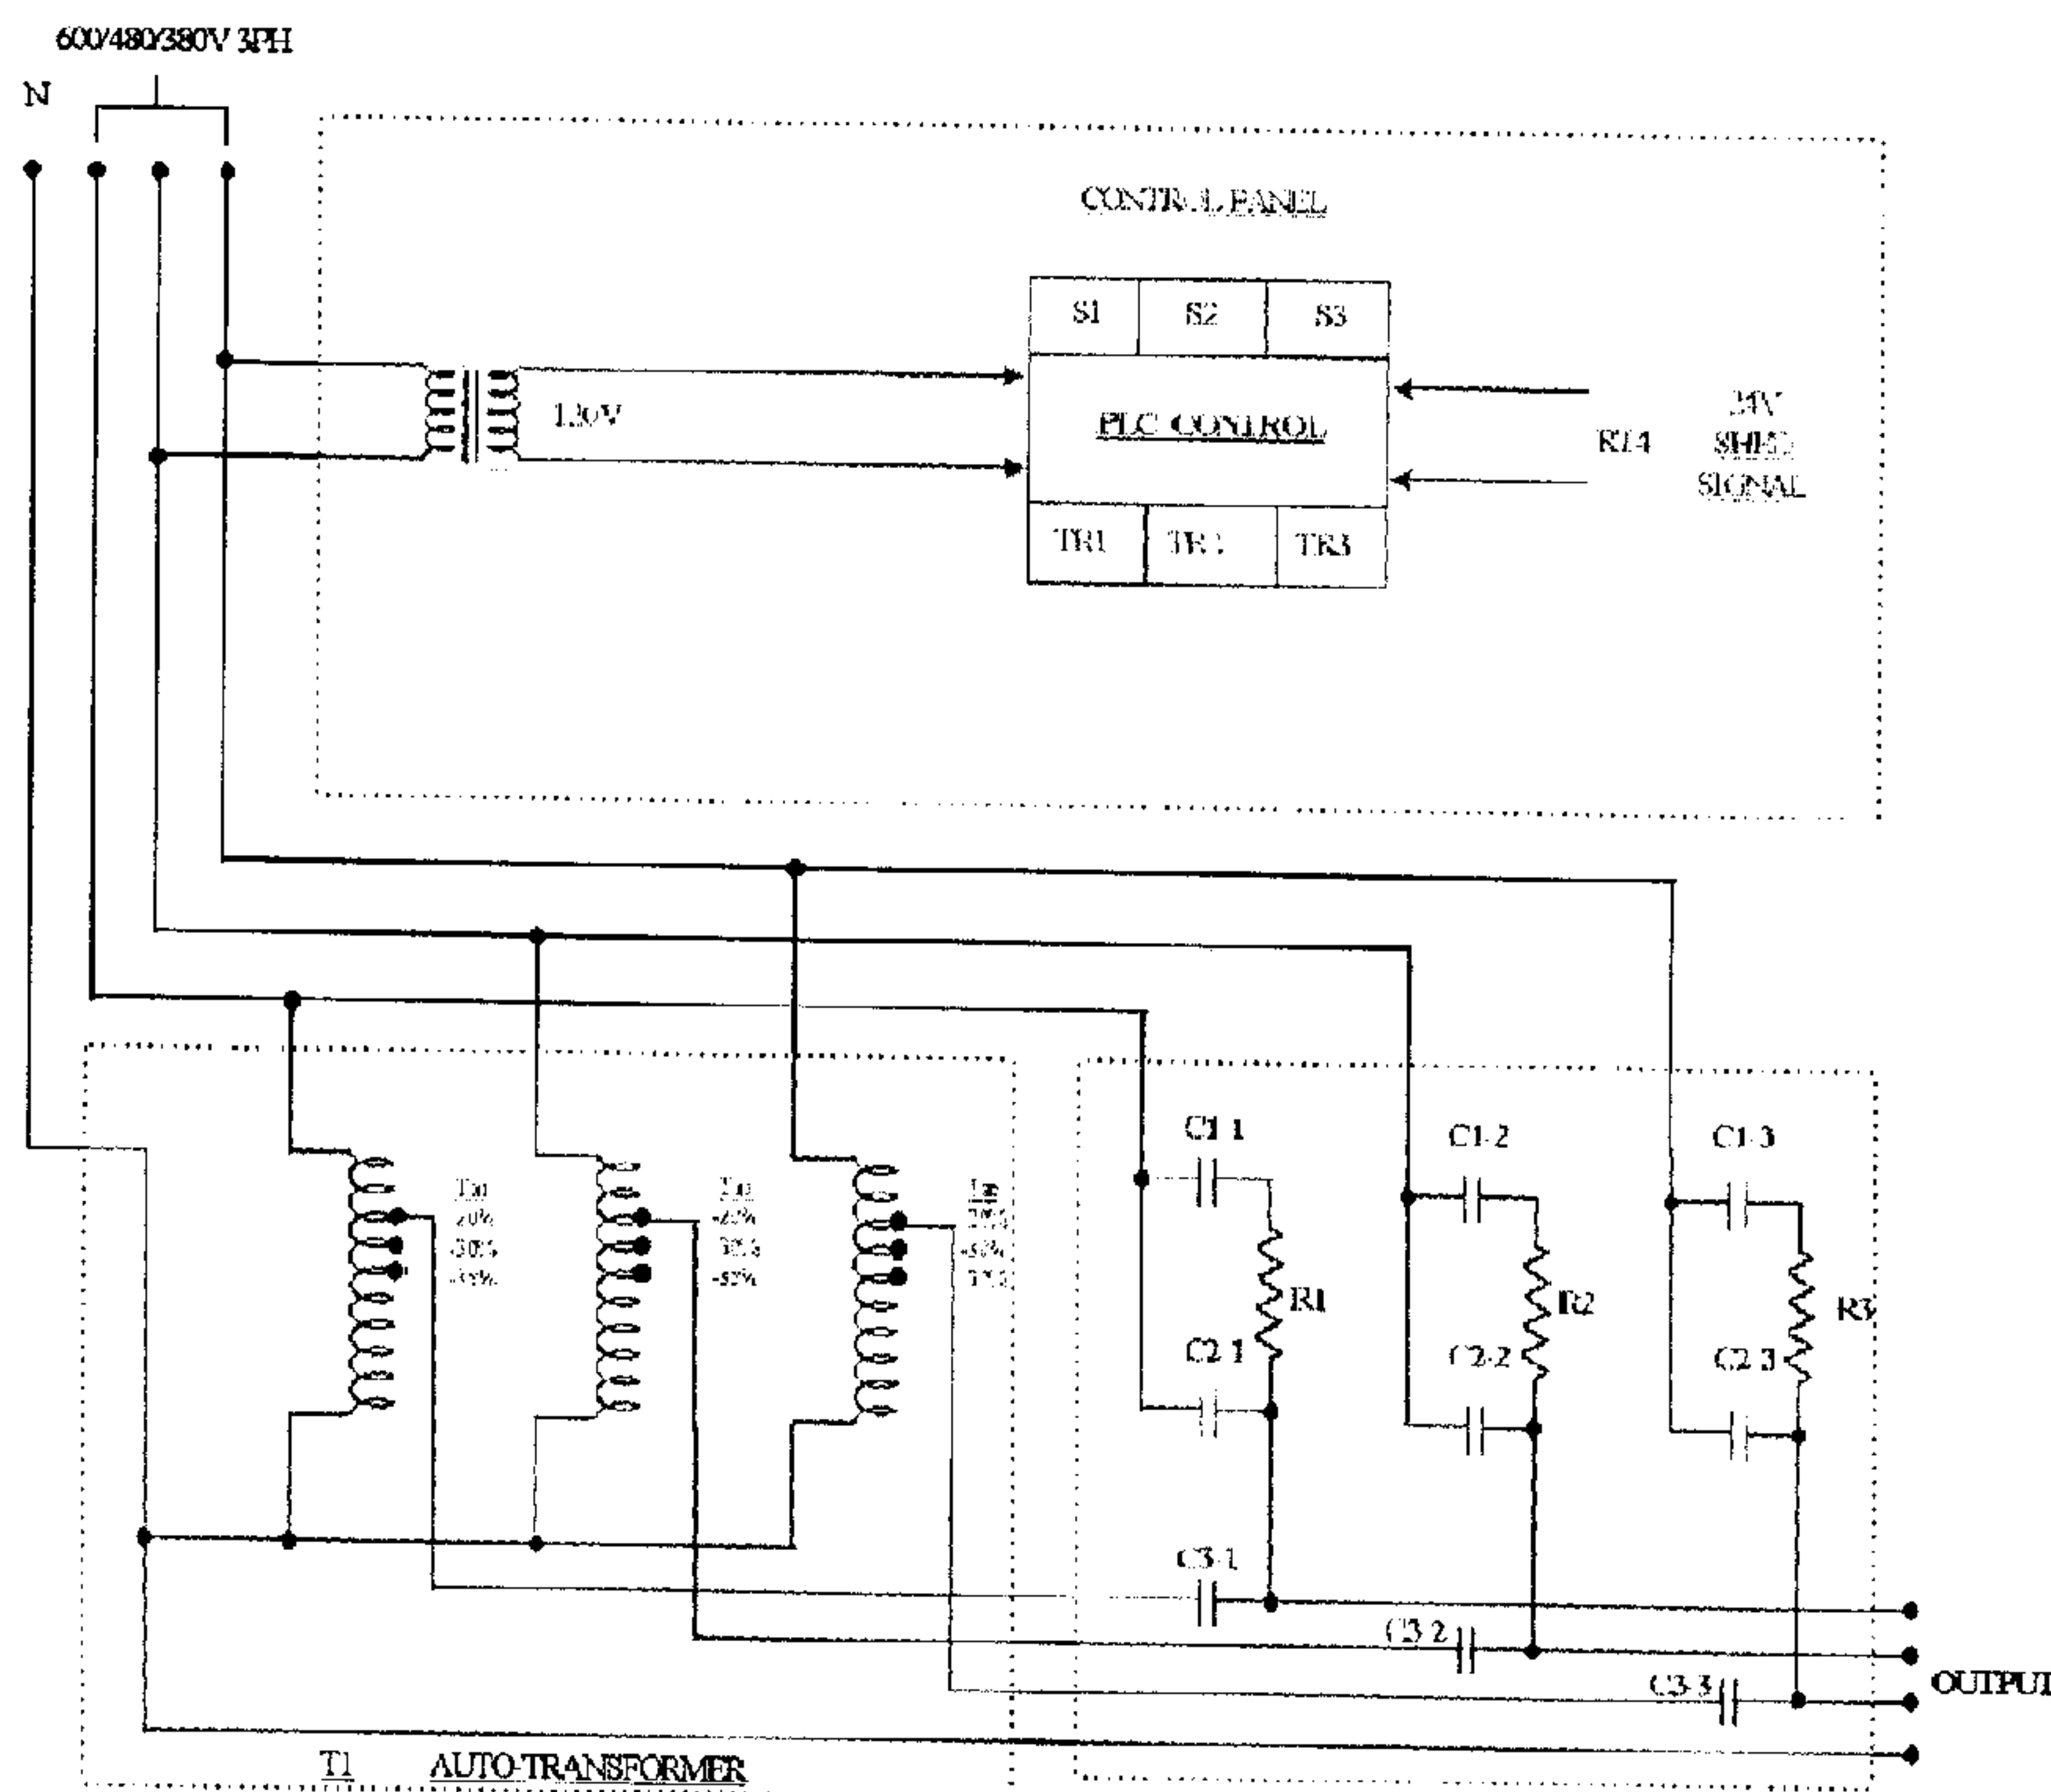 600/480/380V 3PH
N
CONTROL PANEL
S1 S2 S3
PLC CONTROL
TR1 TR3
24V
SIGNAL
C1-1 C1-2 C1-3
20%
-30%
R1 R2 R3
C2-1 C2-2 C2-3
C3-1
C3-2
C3-3
OUTPUT
T1 AUTO-TRANSFORMER